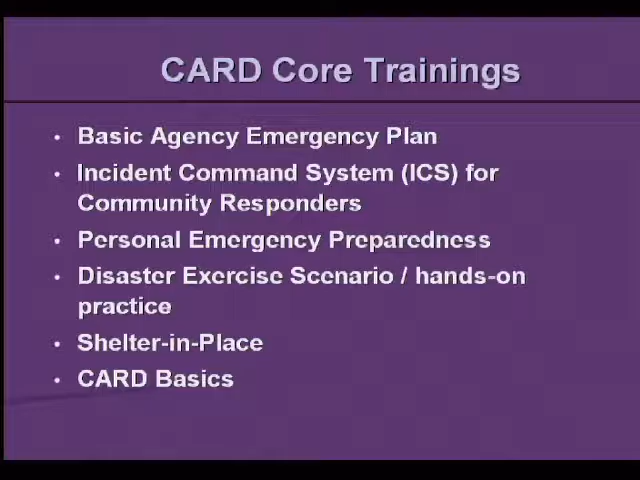 CARD Core Trainings
• Basic Agency Emergency Plan
• Incident Command System (ICS) for
Community Responders
• Personal Emergency Preparedness
• Disaster Exercise Scenario / hands-on
practice
• Shelter-in-Place
• CARD Basics